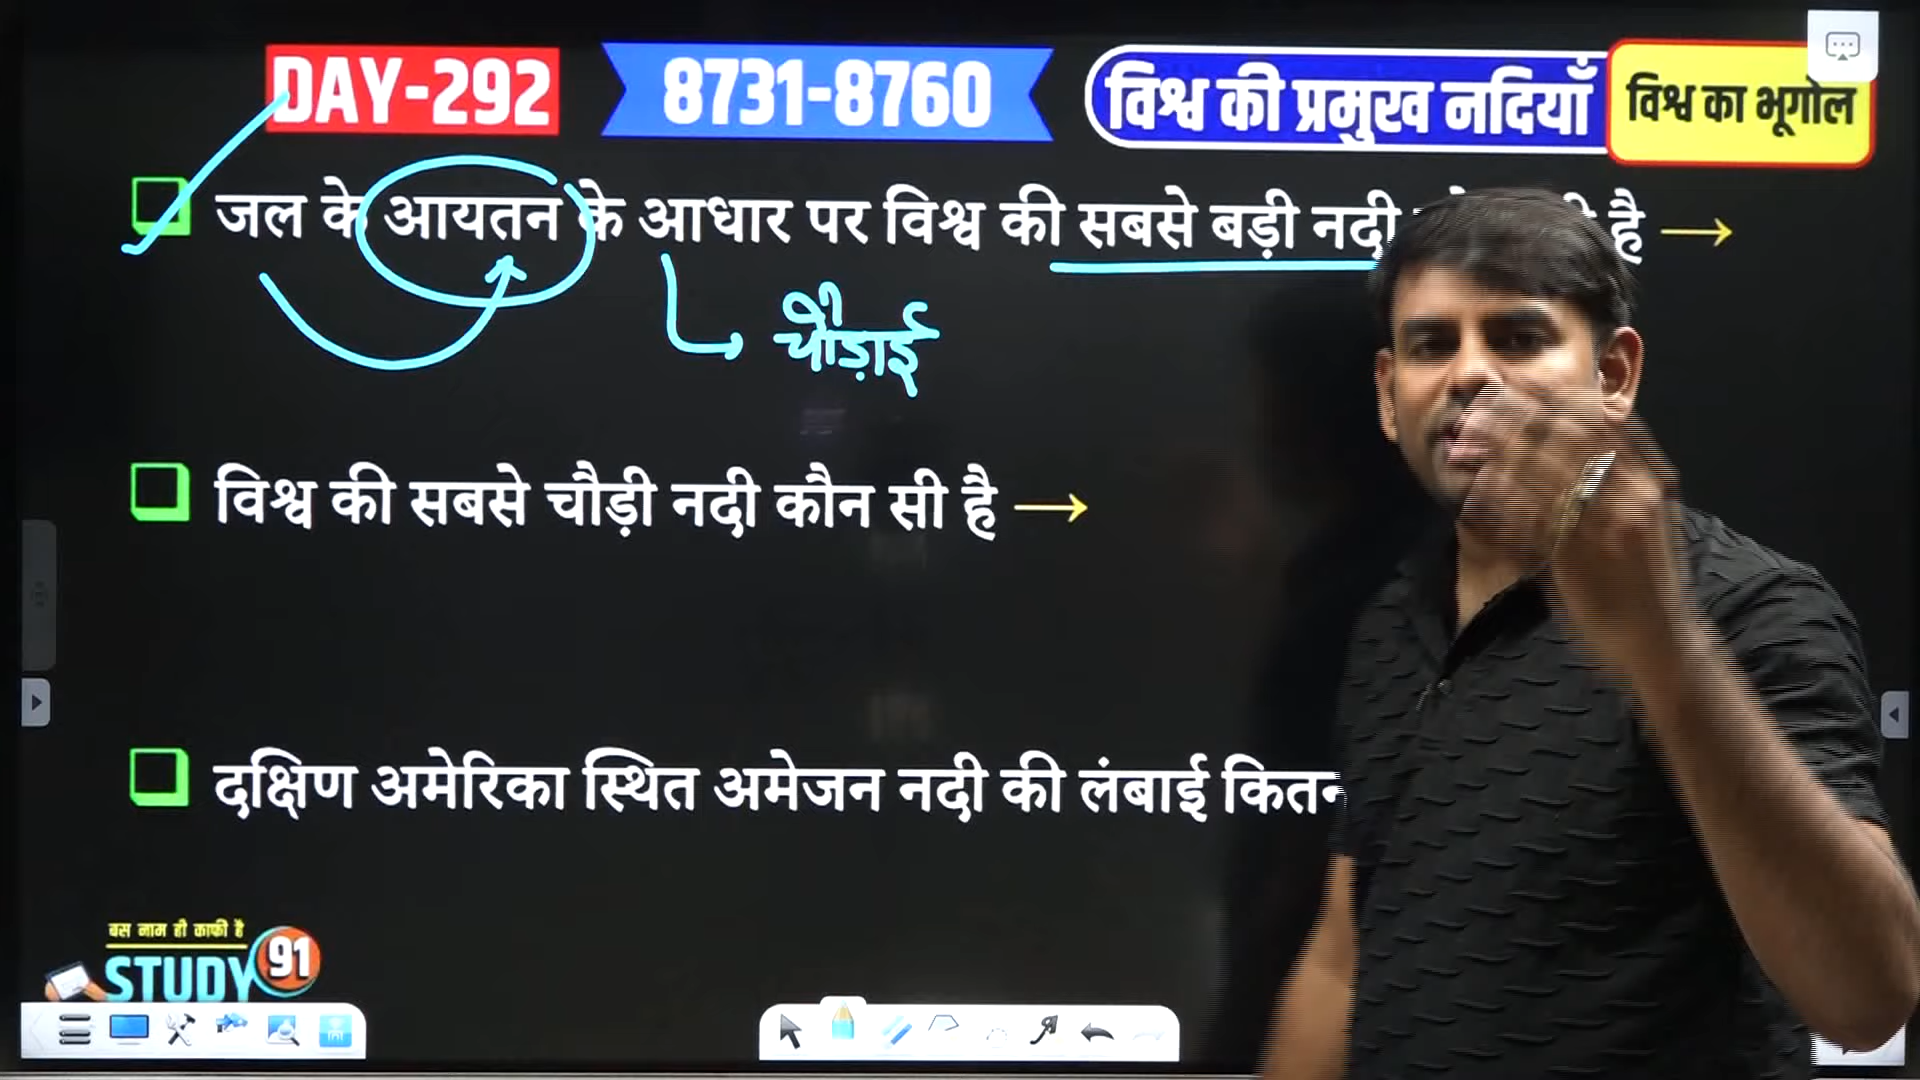 DAY-292 8731-8760 विश्व की प्रमुख नदियाँ विश्व का भूगोल
जल के आयतन के आधार पर विश्व की सबसे बड़ी नदी है →
चौड़ाई
विश्व की सबसे चौड़ी नदी कौन सी है →
दक्षिण अमेरिका स्थित अमेजन नदी की लंबाई
बस नाम ही काफी है
STUDY 91